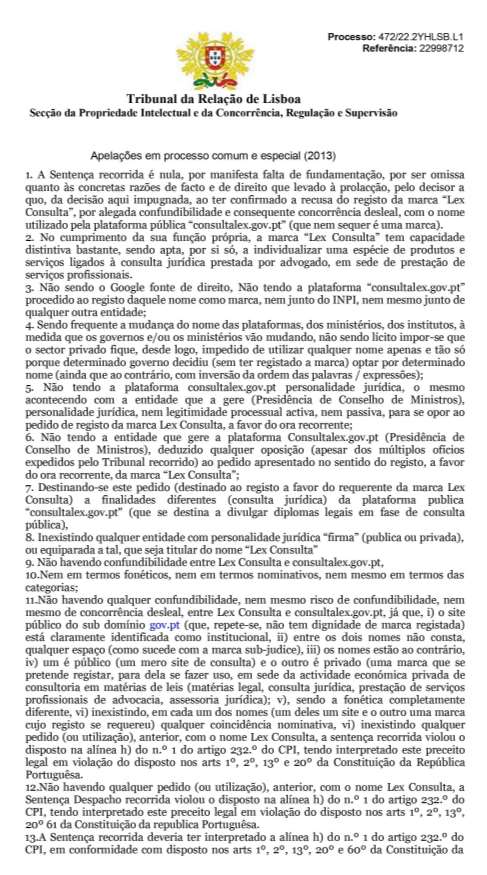 Processo: 472/22.2YHLSB.L1
Referência: 22998712
Tribunal da Relação de Lisboa
Secção da Propriedade Intelectual e da Concorrência, Regulação e Supervisão
Apelações em processo comum e especial (2013)
1. A Sentença recorrida é nula, por manifesta falta de fundamentação, por ser omissa
quanto às concretas razões de facto e de direito que levado à prolacção, pelo decisor a
quo, da decisão aqui impugnada, ao ter confirmado a recusa do registo da marca “Lex
Consulta”, por alegada confundibilidade e consequente concorrência desleal, com o nome
utilizado pela plataforma pública “consultalex.gov.pt” (que nem sequer é uma marca).
2. No cumprimento da sua função própria, a marca “Lex Consulta” tem capacidade
distintiva bastante, sendo apta, por si só, a individualizar uma espécie de produtos e
serviços ligados à consulta jurídica prestada por advogado, em sede de prestação de
serviços profissionais.
3. Não sendo o Google fonte de direito, Não tendo a plataforma “consultalex.gov.pt”
procedido ao registo daquele nome como marca, nem junto do INPI, nem mesmo junto de
qualquer outra entidade;
4. Sendo frequente a mudança do nome das plataformas, dos ministérios, dos institutos, à
medida que os governos e/ou os ministérios vão mudando, não sendo lícito impor-se que
o sector privado fique, desde logo, impedido de utilizar qualquer nome apenas e tão só
porque determinado governo decidiu (sem ter registado a marca) optar por determinado
nome (ainda que ao contrário, com inversão da ordem das palavras / expressões);
5. Não tendo a plataforma consultalex.gov.pt personalidade jurídica, o mesmo
acontecendo com a entidade que a gere (Presidência de Conselho de Ministros),
personalidade jurídica, nem legitimidade processual activa, nem passiva, para se opor ao
pedido de registo da marca Lex Consulta, a favor do ora recorrente;
6. Não tendo a entidade que gere a plataforma Consultalex.gov.pt (Presidência de
Conselho de Ministros), deduzido qualquer oposição (apesar dos múltiplos ofícios
expedidos pelo Tribunal recorrido) ao pedido apresentado no sentido do registo, a favor
do ora recorrente, da marca “Lex Consulta”;
7. Destinando-se este pedido (destinado ao registo a favor do requerente da marca Lex
Consulta) a finalidades diferentes (consulta jurídica) da plataforma publica
“consultalex.gov.pt” (que se destina a divulgar diplomas legais em fase de consulta
pública),
8. Inexistindo qualquer entidade com personalidade jurídica “firma” (publica ou privada),
ou equiparada a tal, que seja titular do nome “Lex Consulta”
9. Não havendo confundibilidade entre Lex Consulta e consultalex.gov.pt,
10.Nem em termos fonéticos, nem em termos nominativos, nem mesmo em termos das
categorias;
11.Não havendo qualquer confundibilidade, nem mesmo risco de confundibilidade, nem
mesmo de concorrência desleal, entre Lex Consulta e consultalex.gov.pt, já que, i) o site
público do sub domínio gov.pt (que, repete-se, não tem dignidade de marca registada)
está claramente identificada como institucional, ii) entre os dois nomes não consta,
qualquer espaço (como sucede com a marca sub-judice), iii) os nomes estão ao contrário,
iv) um é público (um mero site de consulta) e o outro é privado (uma marca que se
pretende registar, para dela se fazer uso, em sede da actividade económica privada de
consultoria em matérias de leis (matérias legal, consulta jurídica, prestação de serviços
profissionais de advocacia, assessoria jurídica); v), sendo a fonética completamente
diferente, vi) inexistindo, em cada um dos nomes (um deles um site e o outro uma marca
cujo registo se requereu) qualquer coincidência nominativa, vi) inexistindo qualquer
pedido (ou utilização), anterior, com o nome Lex Consulta, a sentença recorrida violou o
disposto na alínea h) do n.º 1 do artigo 232.º do CPI, tendo interpretado este preceito
legal em violação do disposto nos arts 1º, 2º, 13º e 20º da Constituição da República
Portuguêsa.
12.Não havendo qualquer pedido (ou utilização), anterior, com o nome Lex Consulta, a
Sentença Despacho recorrida violou o disposto na alínea h) do n.º 1 do artigo 232.º do
CPI, tendo interpretado este preceito legal em violação do disposto nos arts 1º, 2º, 13º,
20º 61 da Constituição da republica Portuguêsa.
13.A Sentença recorrida deveria ter interpretado a alínea h) do n.º 1 do artigo 232.º do
CPI, em conformidade com disposto nos arts 1º, 2º, 13º, 20º e 60º da Constituição da